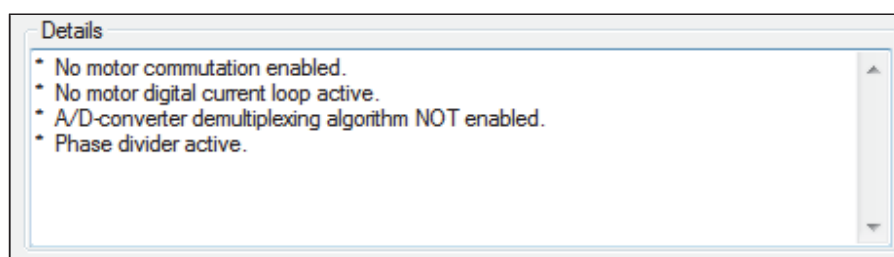 Details
* No motor commutation enabled.
* No motor digital current loop active.
* A/D-converter demultiplexing algorithm NOT enabled.
* Phase divider active.